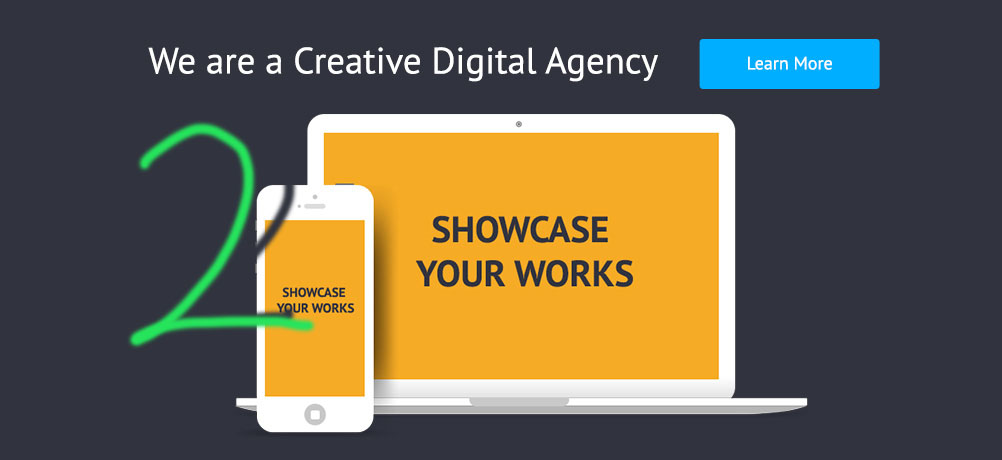 We are a Creative Digital Agency
Learn More
2
SHOWCASE
YOUR WORKS
SHOWCASE
YOUR WORKS